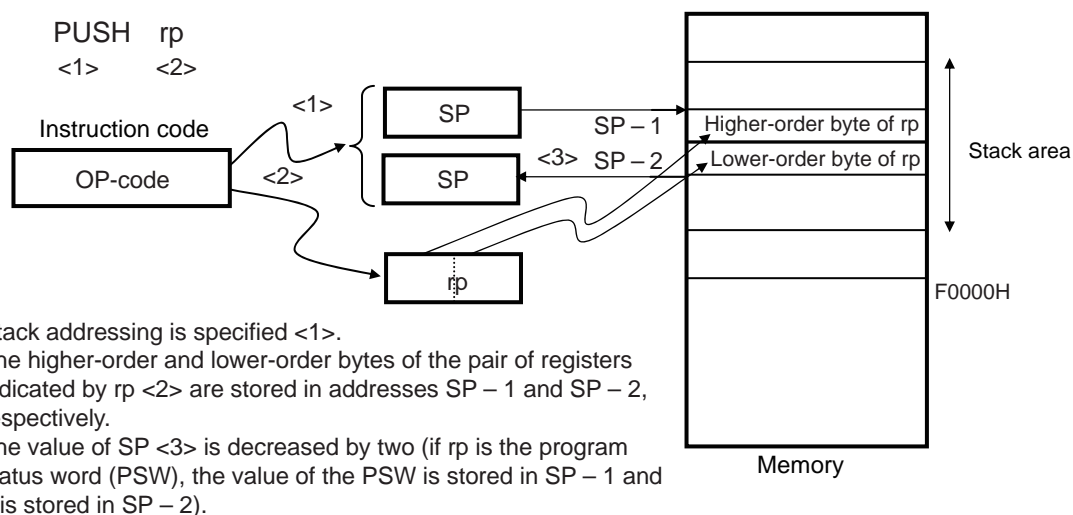 PUSH rp
<1> <2>
Instruction code
OP-code
<1>
<2>
SP
SP
rp
SP – 1
<3> SP – 2
Higher-order byte of rp
Lower-order byte of rp
Stack area
F0000H
Memory
tack addressing is specified <1>.
he higher-order and lower-order bytes of the pair of registers
dicated by rp <2> are stored in addresses SP – 1 and SP – 2,
espectively.
he value of SP <3> is decreased by two (if rp is the program
atus word (PSW), the value of the PSW is stored in SP – 1 and
is stored in SP – 2).